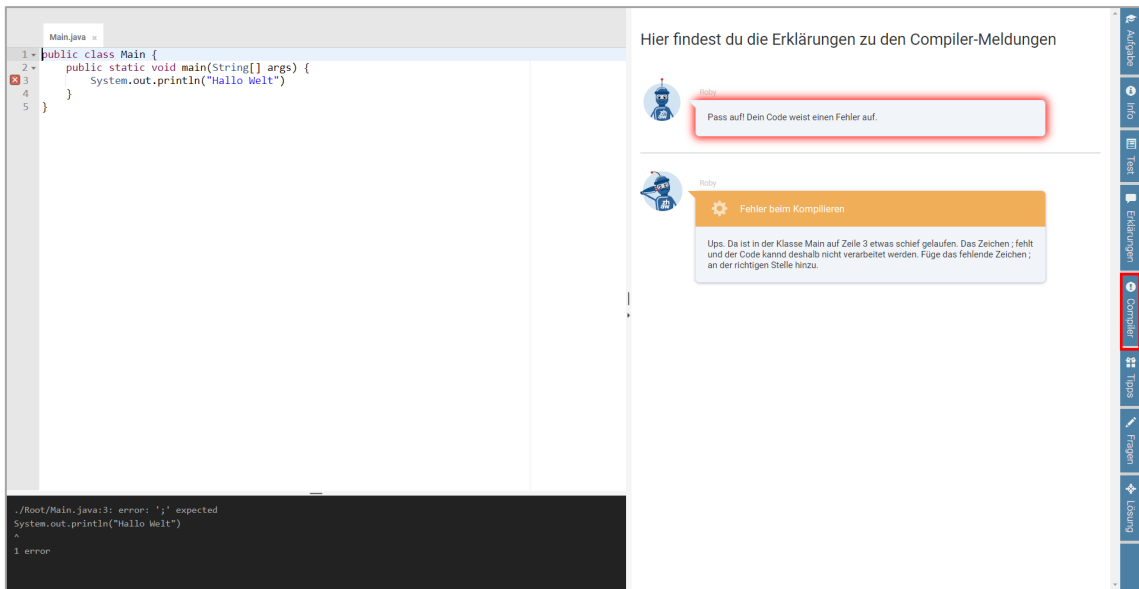 Main.java ×
1 public class Main {
2 public static void main(String[] args) {
3 System.out.println("Hallo Welt")
4 }
5 }
./Root/Main.java:3: error: ';' expected
System.out.println("Hallo Welt")
^
1 error
Hier findest du die Erklärungen zu den Compiler-Meldungen
Roby
Pass auf! Dein Code weist einen Fehler auf.
Roby
zh
aw
Fehler beim Kompilieren
Ups. Da ist in der Klasse Main auf Zeile 3 etwas schief gelaufen. Das Zeichen ; fehlt
und der Code kannd deshalb nicht verarbeitet werden. Füge das fehlende Zeichen ;
an der richtigen Stelle hinzu.
Aufgabe
Info
Test
Erklärungen
Compiler
Tipps
Fragen
Lösung